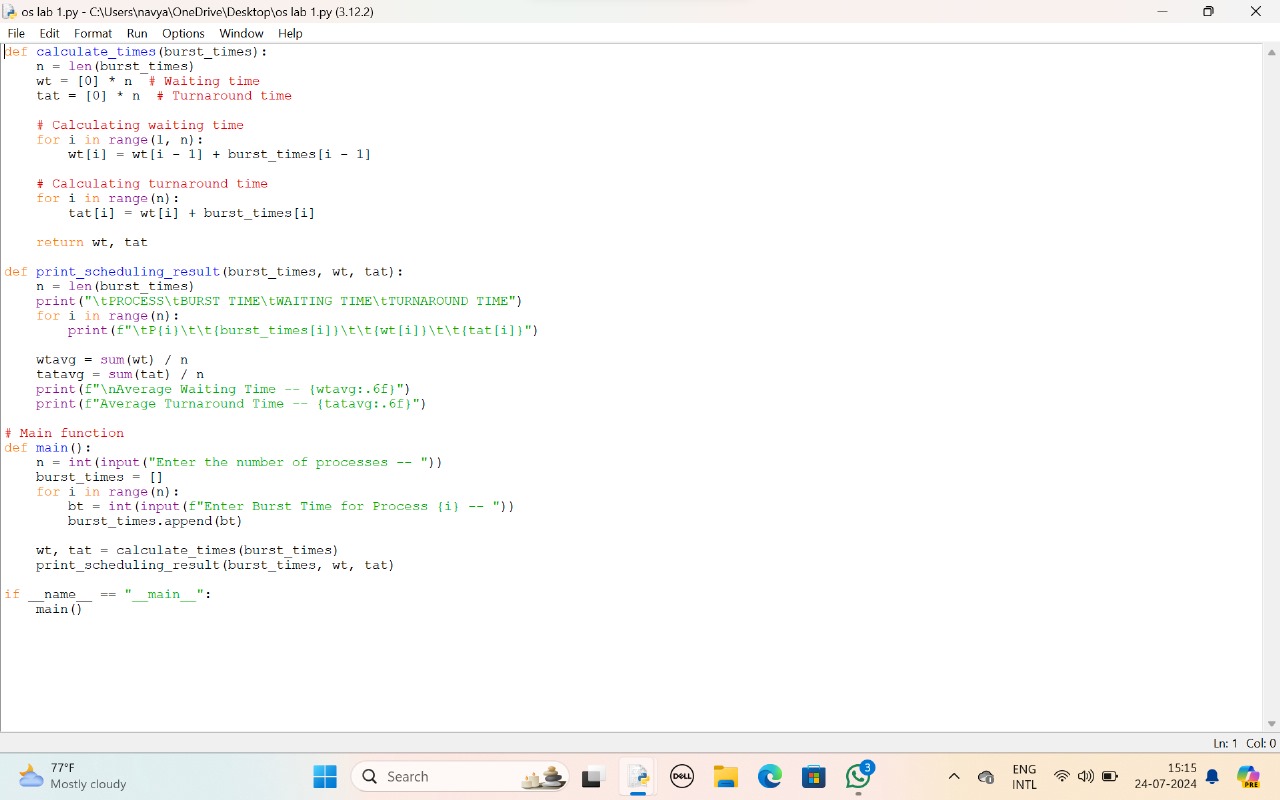 os lab 1.py - C:\Users\navya\OneDrive\Desktop\os lab 1.py (3.12.2)
File Edit Format Run Options Window Help
def calculate_times(burst_times):
    n = len(burst_times)
    wt = [0] * n  # Waiting time
    tat = [0] * n  # Turnaround time

    # Calculating waiting time
    for i in range(1, n):
        wt[i] = wt[i - 1] + burst_times[i - 1]

    # Calculating turnaround time
    for i in range(n):
        tat[i] = wt[i] + burst_times[i]

    return wt, tat

def print_scheduling_result(burst_times, wt, tat):
    n = len(burst_times)
    print("\tPROCESS\tBURST TIME\tWAITING TIME\tTURNAROUND TIME")
    for i in range(n):
        print(f"\tP{i}\t\t{burst_times[i]}\t\t{wt[i]}\t\t{tat[i]}")

    wtavg = sum(wt) / n
    tatavg = sum(tat) / n
    print(f"\nAverage Waiting Time -- {wtavg:.6f}")
    print(f"Average Turnaround Time -- {tatavg:.6f}")

# Main function
def main():
    n = int(input("Enter the number of processes -- "))
    burst_times = []
    for i in range(n):
        bt = int(input(f"Enter Burst Time for Process {i} -- "))
        burst_times.append(bt)

    wt, tat = calculate_times(burst_times)
    print_scheduling_result(burst_times, wt, tat)

if __name__ == "__main__":
    main()
Ln: 1 Col: 0
77°F
Mostly cloudy
Search
DELL
3
ENG
INTL
15:15
24-07-2024
PRE